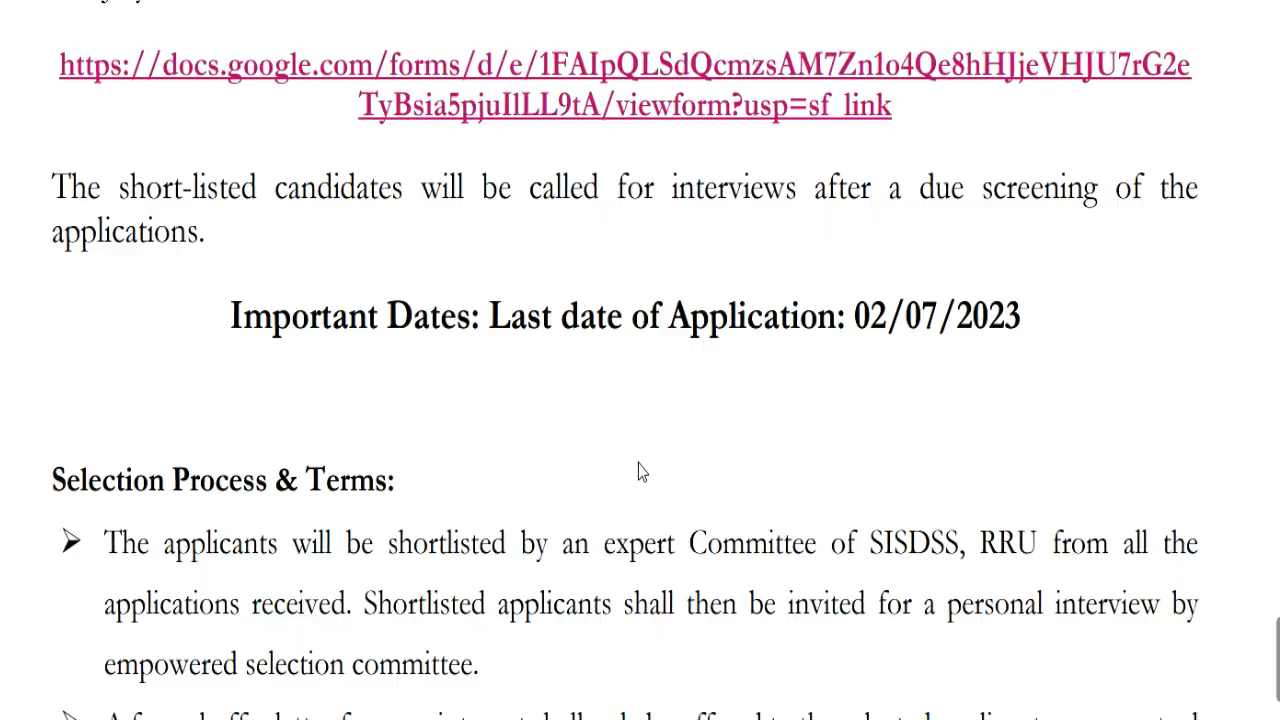 https://docs.google.com/forms/d/e/1FAIpQLSdQcmzsAM7Zn1o4Qe8hHJjeVHJU7rG2e
TyBsia5pjuIlLL9tA/viewform?usp=sf_link
The short-listed candidates will be called for interviews after a due screening of the
applications.
Important Dates: Last date of Application: 02/07/2023
Selection Process & Terms:
➤ The applicants will be shortlisted by an expert Committee of SISDSS, RRU from all the
applications received. Shortlisted applicants shall then be invited for a personal interview by
empowered selection committee.